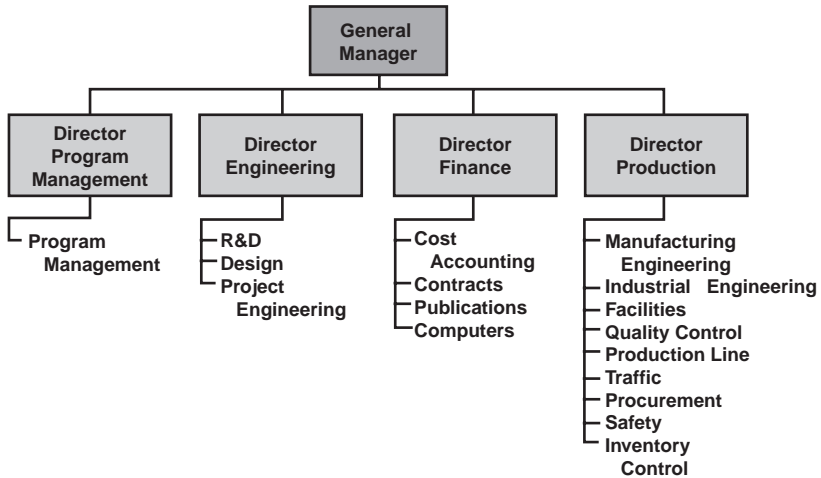 General
Manager
Director
Program
Management
Director
Engineering
Director
Finance
Director
Production
Program
Management
R&D
Design
Project
Engineering
Cost
Accounting
Contracts
Publications
Computers
Manufacturing
Engineering
Industrial Engineering
Facilities
Quality Control
Production Line
Traffic
Procurement
Safety
Inventory
Control